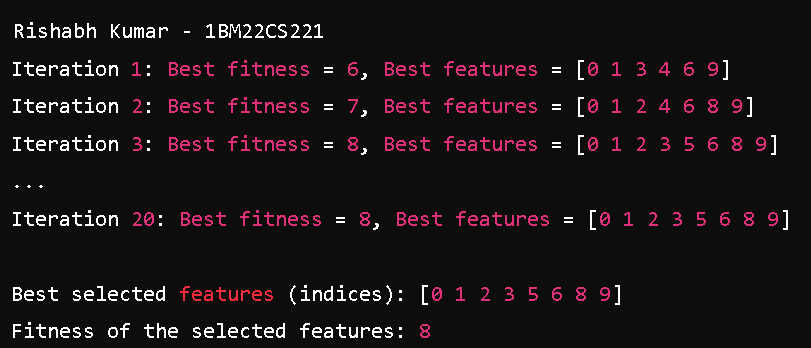 Rishabh Kumar - 1BM22CS221
Iteration 1: Best fitness = 6, Best features = [0 1 3 4 6 9]
Iteration 2: Best fitness = 7, Best features = [0 1 2 4 6 8 9]
Iteration 3: Best fitness = 8, Best features = [0 1 2 3 5 6 8 9]
...
Iteration 20: Best fitness = 8, Best features = [0 1 2 3 5 6 8 9]
Best selected features (indices): [0 1 2 3 5 6 8 9]
Fitness of the selected features: 8